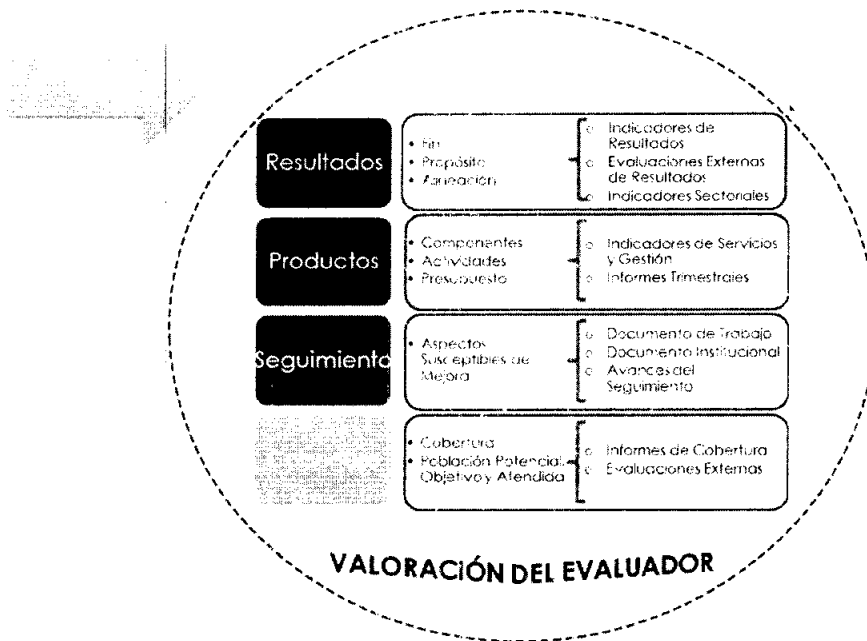 Resultados
• Fin
• Propósito
• Alineación
o Indicadores de
Resultados
o Evaluaciones Externas
de Resultados
o Indicadores Sectoriales
Productos
• Componentes
• Actividades
• Presupuesto
o Indicadores de Servicios
y Gestión
o Informes Trimestrales
Seguimiento
• Aspectos
Susceptibles de
Mejora
o Documento de Trabajo
o Documento Institucional
o Avances del
Seguimiento
• Cobertura
• Población Potencial,
Objetivo y Atendida
o Informes de Cobertura
o Evaluaciones Externas
VALORACIÓN DEL EVALUADOR